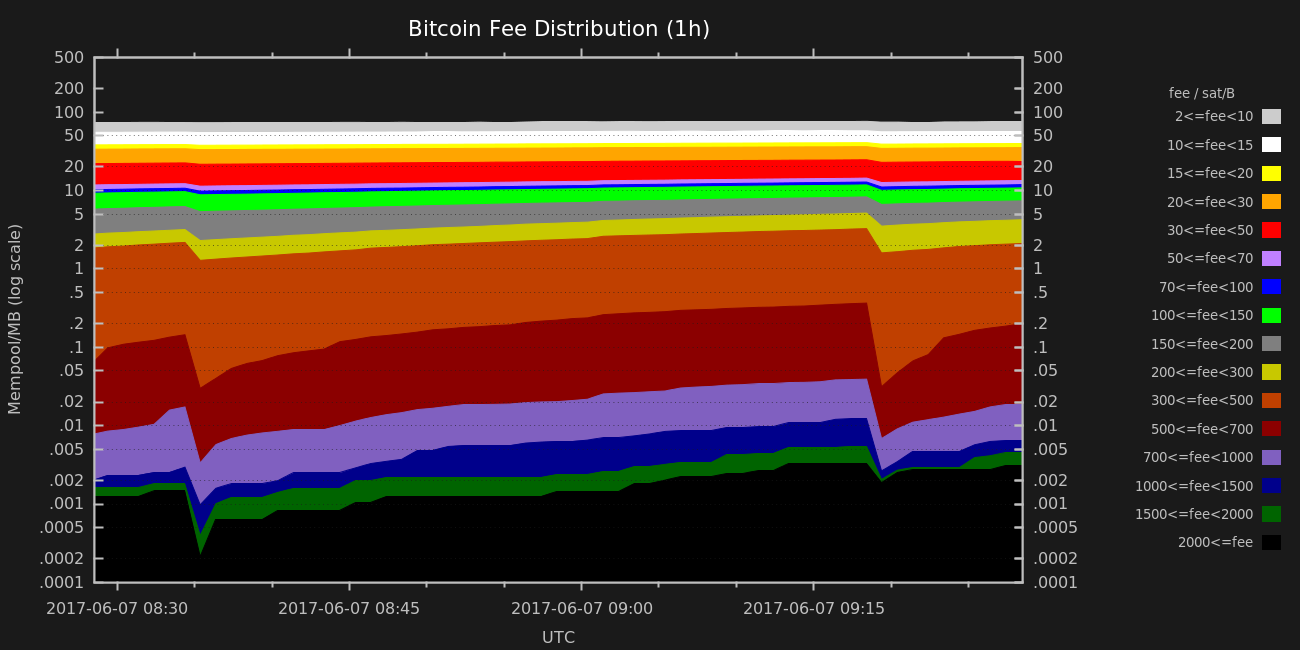 Bitcoin Fee Distribution (1h)
Mempool/MB (log scale)
500
200
100
50
20
10
5
2
1
.5
.2
.1
.05
.02
.01
.005
.002
.001
.0005
.0002
.0001
500
200
100
50
20
10
5
2
1
.5
.2
.1
.05
.02
.01
.005
.002
.001
.0005
.0002
.0001
2017-06-07 08:30
2017-06-07 08:45
2017-06-07 09:00
2017-06-07 09:15
UTC
fee / sat/B
2<=fee<10
10<=fee<15
15<=fee<20
20<=fee<30
30<=fee<50
50<=fee<70
70<=fee<100
100<=fee<150
150<=fee<200
200<=fee<300
300<=fee<500
500<=fee<700
700<=fee<1000
1000<=fee<1500
1500<=fee<2000
2000<=fee